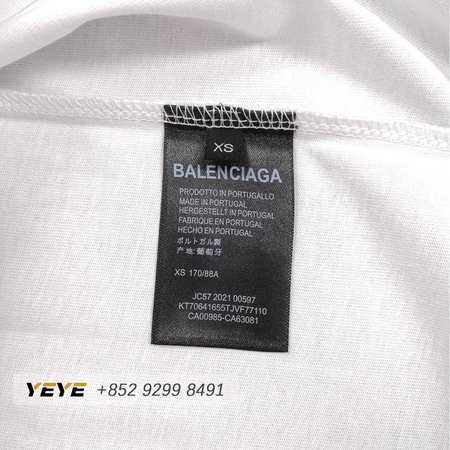 XS
BALENCIAGA
PRODOTTO IN PORTUGALLO
MADE IN PORTUGAL
HERGESTELLT IN PORTUGAL
FABRIQUE EN PORTUGAL
HECHO EN PORTUGAL
ポルトガル製
产地:葡萄牙
XS 170/88A
JC57 2021 00597
KT70641655TJVF77110
CA00985-CA63081
YEYE +852 9299 8491